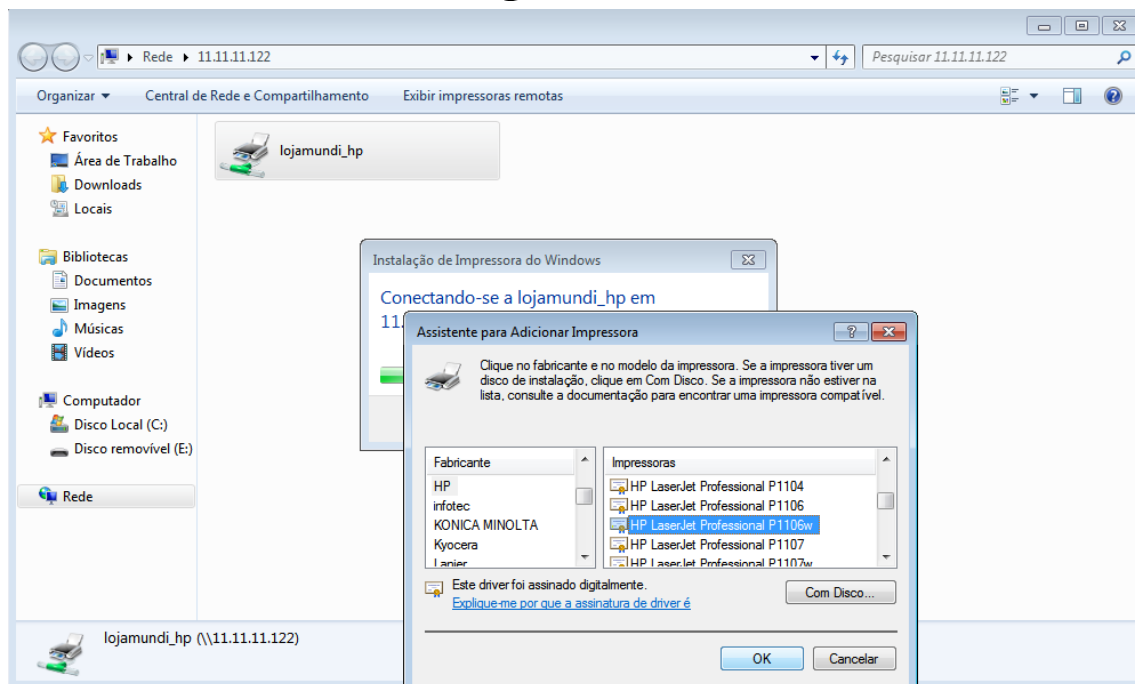 Rede
11.11.11.122
Pesquisar 11.11.11.122
Organizar
Central de Rede e Compartilhamento
Exibir impressoras remotas
Favoritos
Área de Trabalho
Downloads
Locais
Bibliotecas
Documentos
Imagens
Músicas
Vídeos
Computador
Disco Local (C:)
Disco removível (E:)
Rede
lojamundi_hp
Instalação de Impressora do Windows
Conectando-se a lojamundi_hp em
11.
Assistente para Adicionar Impressora
Clique no fabricante e no modelo da impressora. Se a impressora tiver um
disco de instalação, clique em Com Disco. Se a impressora não estiver na
lista, consulte a documentação para encontrar uma impressora compatível.
Fabricante
HP
infotec
KONICA MINOLTA
Kyocera
Lanier
Impressoras
HP LaserJet Professional P1104
HP LaserJet Professional P1106
HP LaserJet Professional P1106w
HP LaserJet Professional P1107
HP LaserJet Professional P1107w
Este driver foi assinado digitalmente.
Explique-me por que a assinatura de driver é
Com Disco...
OK
Cancelar
lojamundi_hp (\\11.11.11.122)